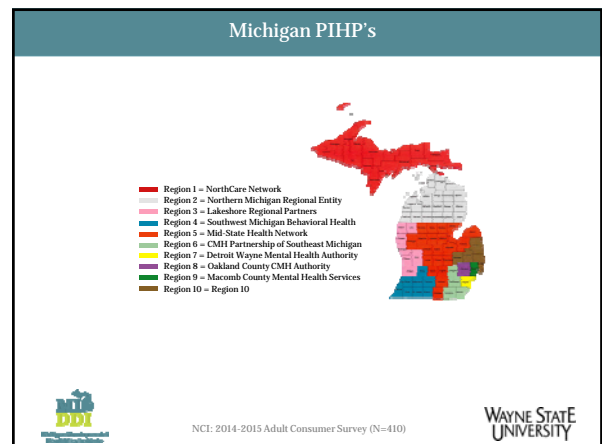 Michigan PIHP's
Region 1 = NorthCare Network
Region 2 = Northern Michigan Regional Entity
Region 3 = Lakeshore Regional Partners
Region 4 = Southwest Michigan Behavioral Health
Region 5 = Mid-State Health Network
Region 6 = CMH Partnership of Southeast Michigan
Region 7 = Detroit Wayne Mental Health Authority
Region 8 = Oakland County CMH Authority
Region 9 = Macomb County Mental Health Services
Region 10 = Region 10
MI
DDI
NCI: 2014-2015 Adult Consumer Survey (N=410)
WAYNE STATE
UNIVERSITY